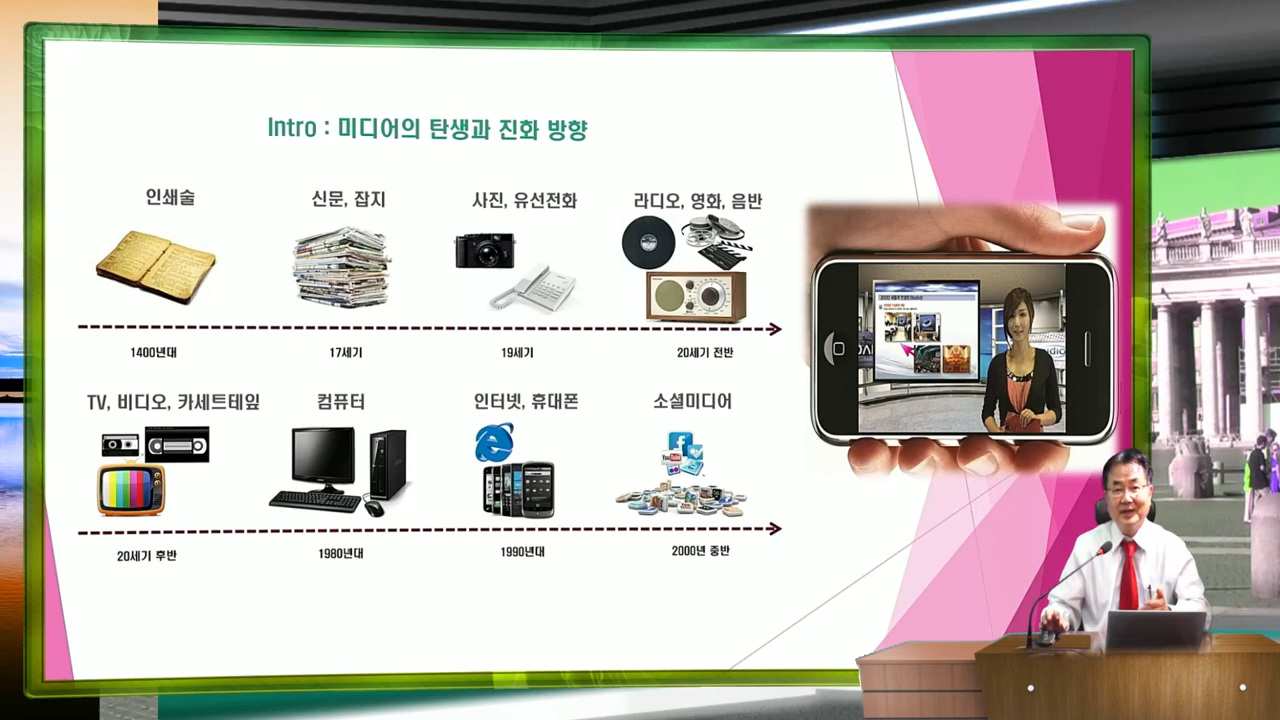 Intro : 미디어의 탄생과 진화 방향
인쇄술
신문, 잡지
사진, 유선전화
라디오, 영화, 음반
1400년대
17세기
19세기
20세기 전반
TV, 비디오, 카세트테잎
컴퓨터
인터넷, 휴대폰
소셜미디어
You Tube
20세기 후반
1980년대
1990년대
2000년 중반